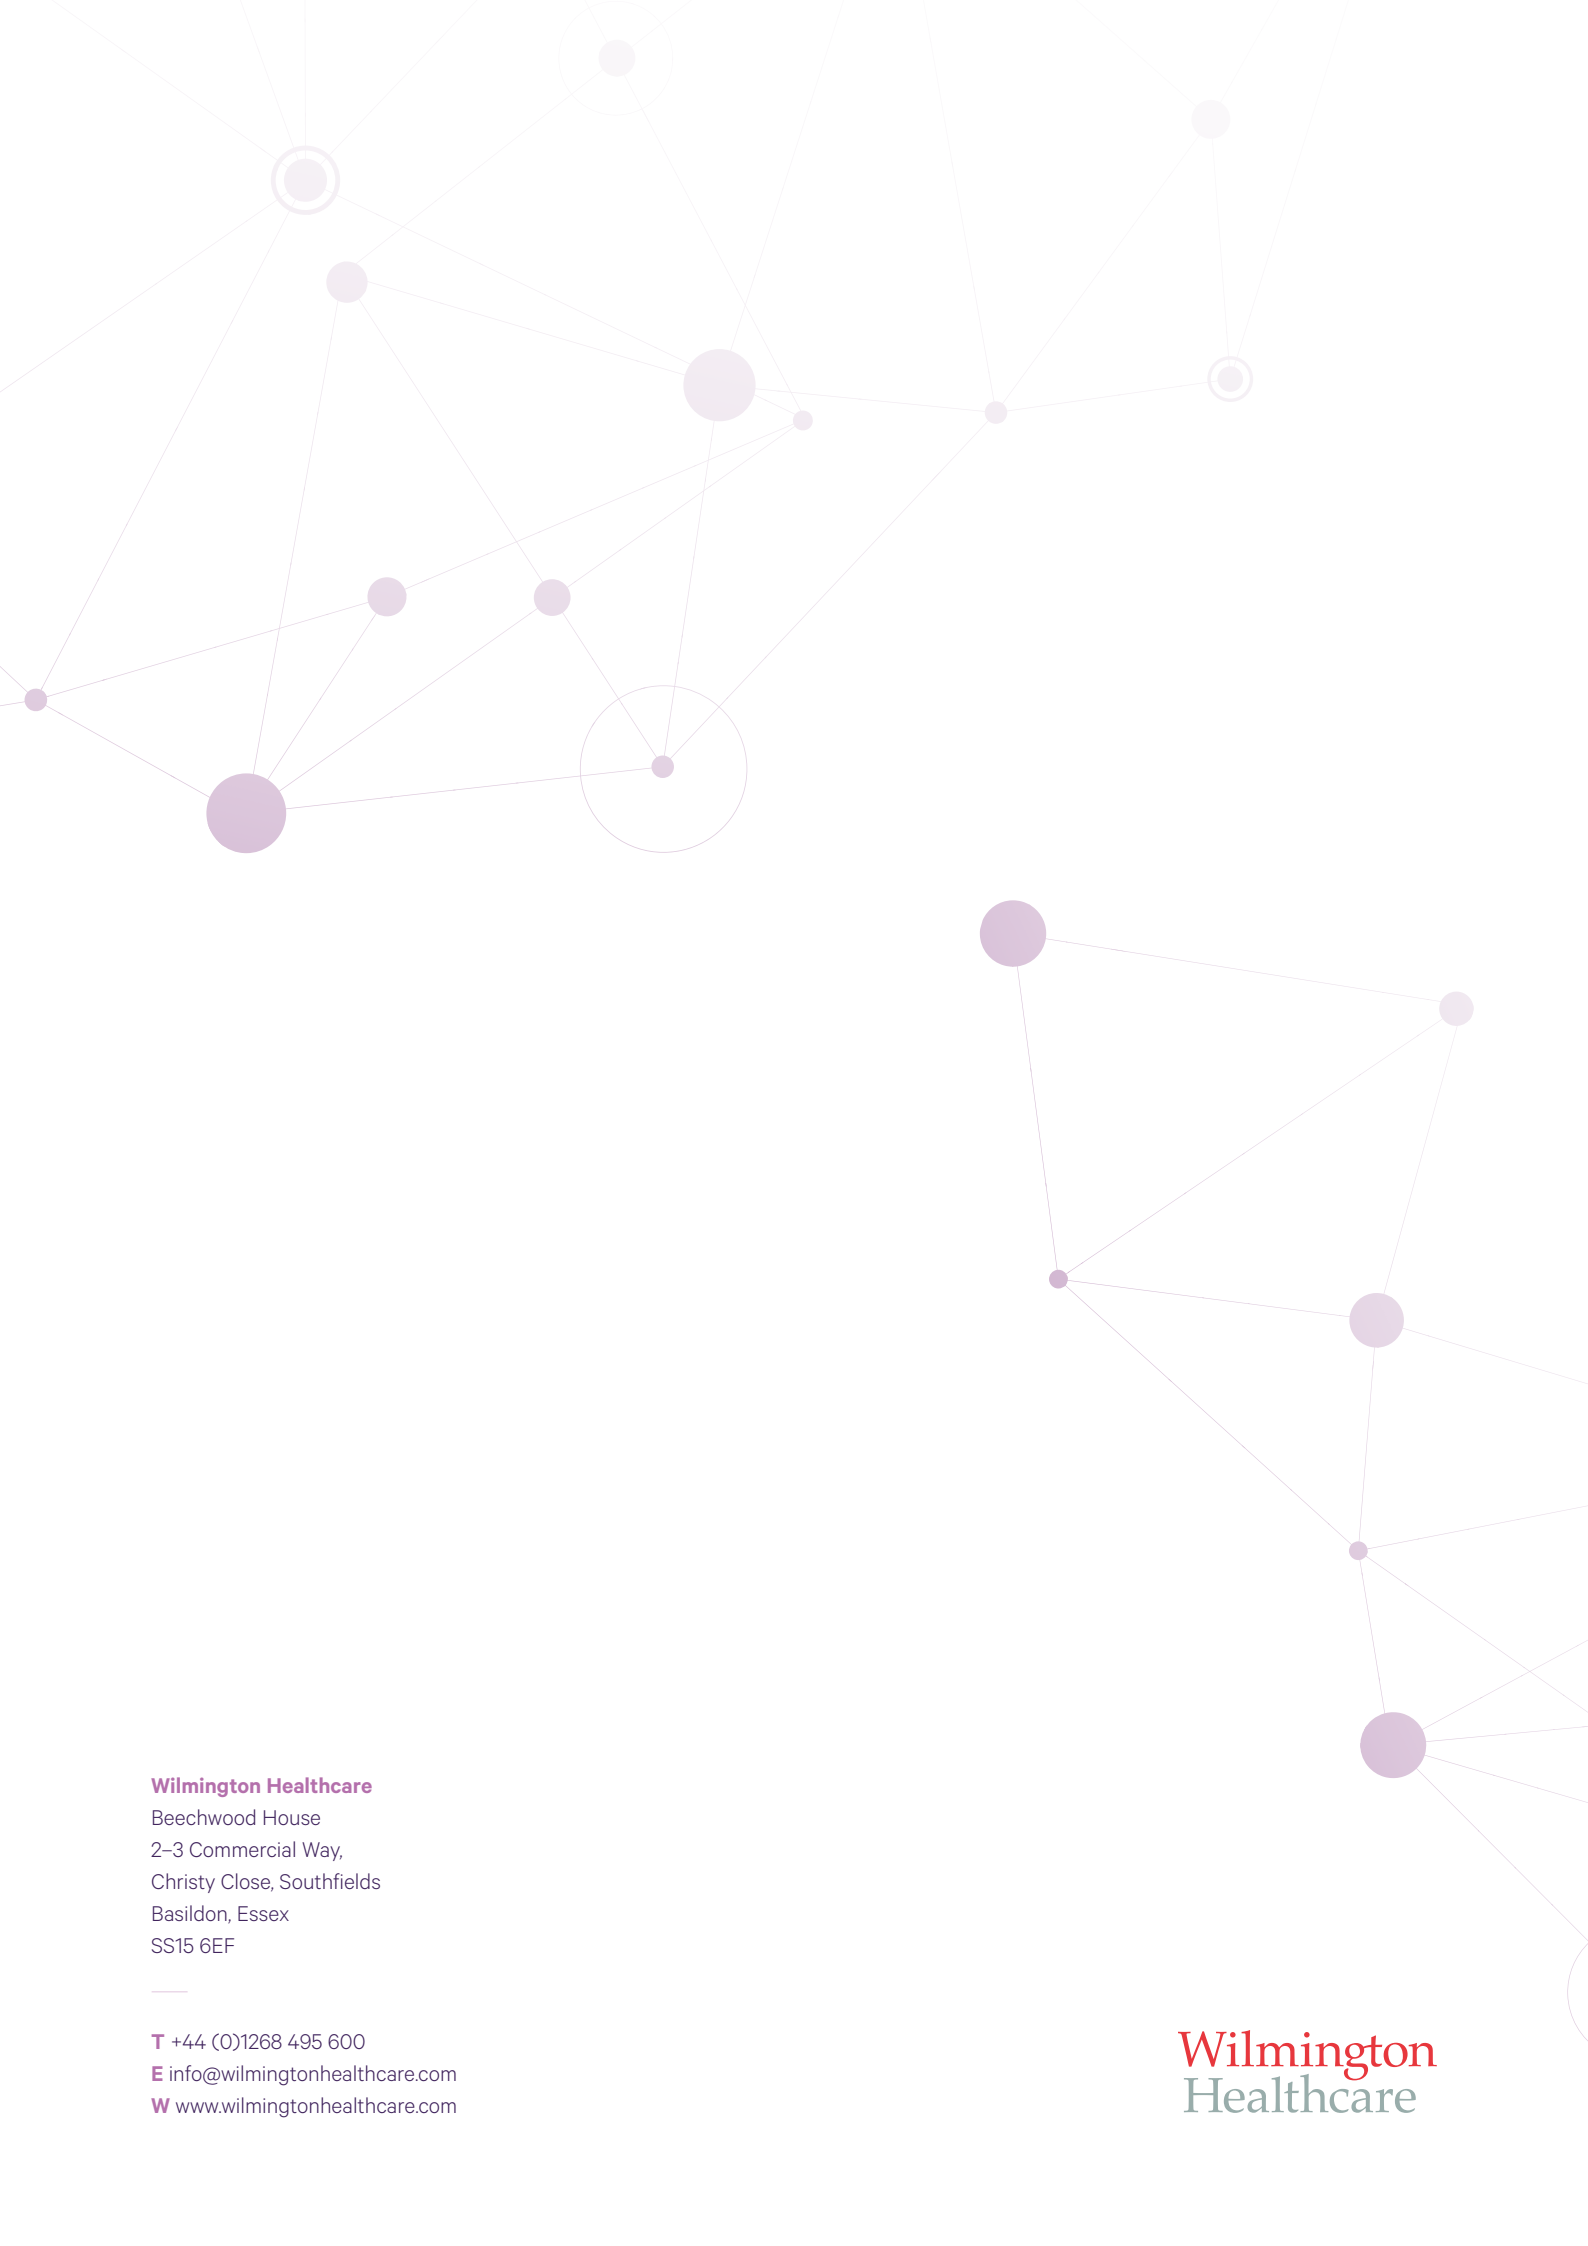 Wilmington Healthcare
Beechwood House
2–3 Commercial Way,
Christy Close, Southfields
Basildon, Essex
SS15 6EF
T +44 (0)1268 495 600
E info@wilmingtonhealthcare.com
W www.wilmingtonhealthcare.com
Wilmington
Healthcare